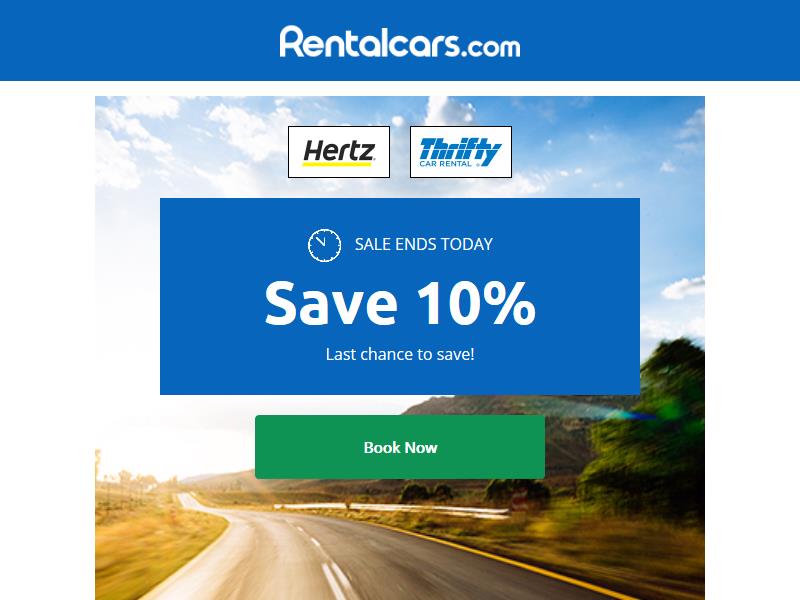 Rentalcars.com
Hertz
Thrifty
CAR RENTAL
SALE ENDS TODAY
Save 10%
Last chance to save!
Book Now